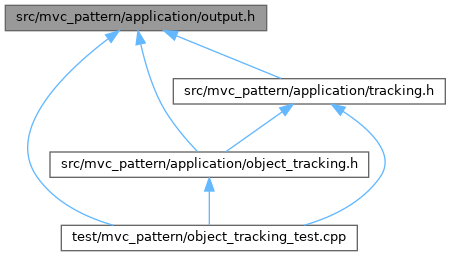 src/mvc_pattern/application/output.h
src/mvc_pattern/application/tracking.h
src/mvc_pattern/application/object_tracking.h
test/mvc_pattern/object_tracking_test.cpp